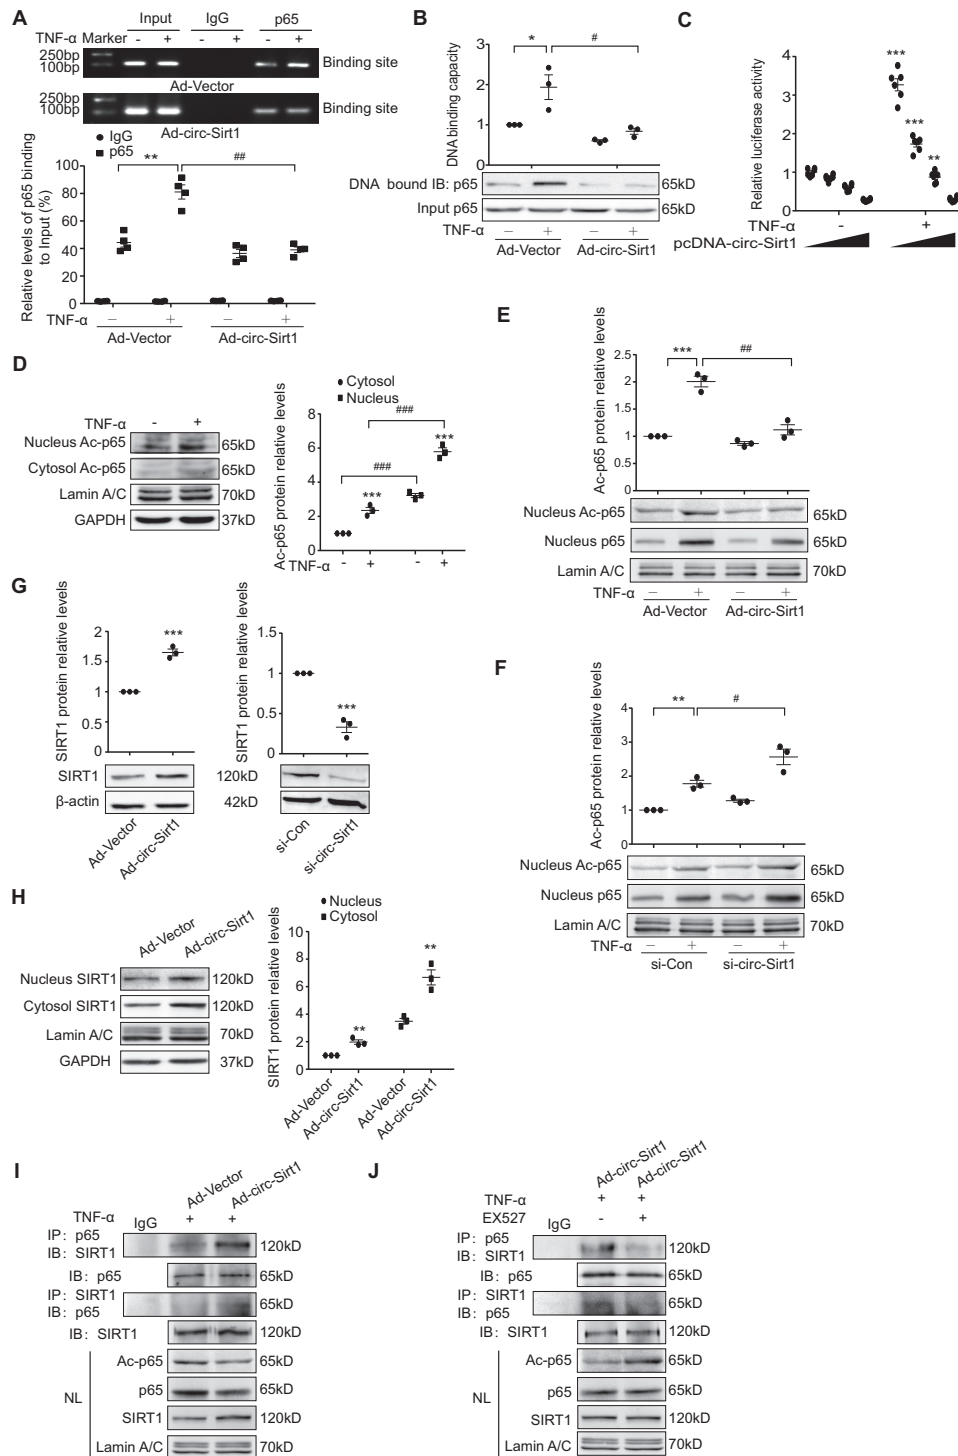 A
Input IgG p65
TNF-α Marker - + - + - +
250bp
100bp
Binding site
Ad-Vector
250bp
100bp
Binding site
Ad-circ-Sirt1
IgG
p65
Relative levels of p65 binding
to Input (%)
100
80
60
40
20
0
** ##
TNF-α − + − +
Ad-Vector Ad-circ-Sirt1
B
DNA binding capacity
3
2
1
0
* #
DNA bound IB: p65 65kD
Input p65 65kD
TNF-α − + − +
Ad-Vector Ad-circ-Sirt1
C
Relative luciferase activity
4
3
2
1
0
***
***
**
TNF-α - +
pcDNA-circ-Sirt1
D
TNF-α - +
Nucleus Ac-p65 65kD
Cytosol Ac-p65 65kD
Lamin A/C 70kD
GAPDH 37kD
Cytosol
Nucleus
Ac-p65 protein relative levels
8
6
4
2
0
###
***
###
***
TNF-α - + - +
E
Ac-p65 protein relative levels
2.5
2
1.5
1
0.5
0
*** ##
Nucleus Ac-p65 65kD
Nucleus p65 65kD
Lamin A/C 70kD
TNF-α − + − +
Ad-Vector Ad-circ-Sirt1
F
Ac-p65 protein relative levels
4
3
2
1
0
** #
Nucleus Ac-p65 65kD
Nucleus p65 65kD
Lamin A/C 70kD
TNF-α − + − +
si-Con si-circ-Sirt1
G
SIRT1 protein relative levels
2
1.5
1
0.5
0
***
SIRT1 protein relative levels
1.5
1
0.5
0
***
SIRT1 120kD
β-actin 42kD
Ad-Vector Ad-circ-Sirt1
si-Con si-circ-Sirt1
H
Ad-Vector Ad-circ-Sirt1
Nucleus SIRT1 120kD
Cytosol SIRT1 120kD
Lamin A/C 70kD
GAPDH 37kD
Nucleus
Cytosol
SIRT1 protein relative levels
10
8
6
4
2
0
**
**
Ad-Vector Ad-circ-Sirt1 Ad-Vector Ad-circ-Sirt1
I
Ad-Vector Ad-circ-Sirt1
TNF-α + +
IgG
IP: p65
IB: SIRT1 120kD
IB: p65 65kD
IP: SIRT1
IB: p65 65kD
IB: SIRT1 120kD
NL
Ac-p65 65kD
p65 65kD
SIRT1 120kD
Lamin A/C 70kD
J
Ad-circ-Sirt1 Ad-circ-Sirt1
TNF-α + +
EX527 - +
IgG
IP: p65
IB: SIRT1 120kD
IB: p65 65kD
IP: SIRT1
IB: p65 65kD
IB: SIRT1 120kD
NL
Ac-p65 65kD
p65 65kD
SIRT1 120kD
Lamin A/C 70kD